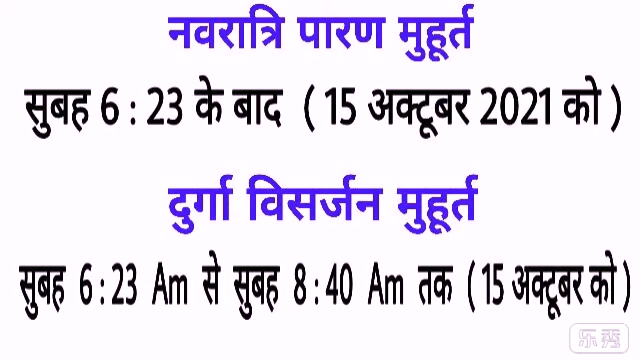 नवरात्रि पारण मुहूर्त
सुबह 6 : 23 के बाद ( 15 अक्टूबर 2021 को )
दुर्गा विसर्जन मुहूर्त
सुबह 6 : 23 Am से सुबह 8 : 40 Am तक ( 15 अक्टूबर को )
乐秀